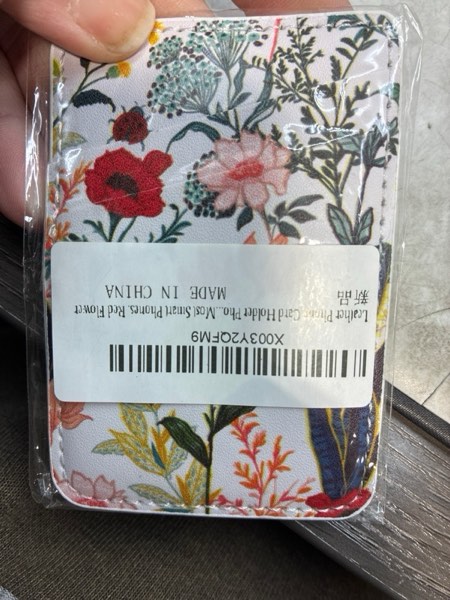 X003Y2QFM9
Leather Phone Card Holder Pho...Most Smart Phones, Red Flower
新品
MADE IN CHINA